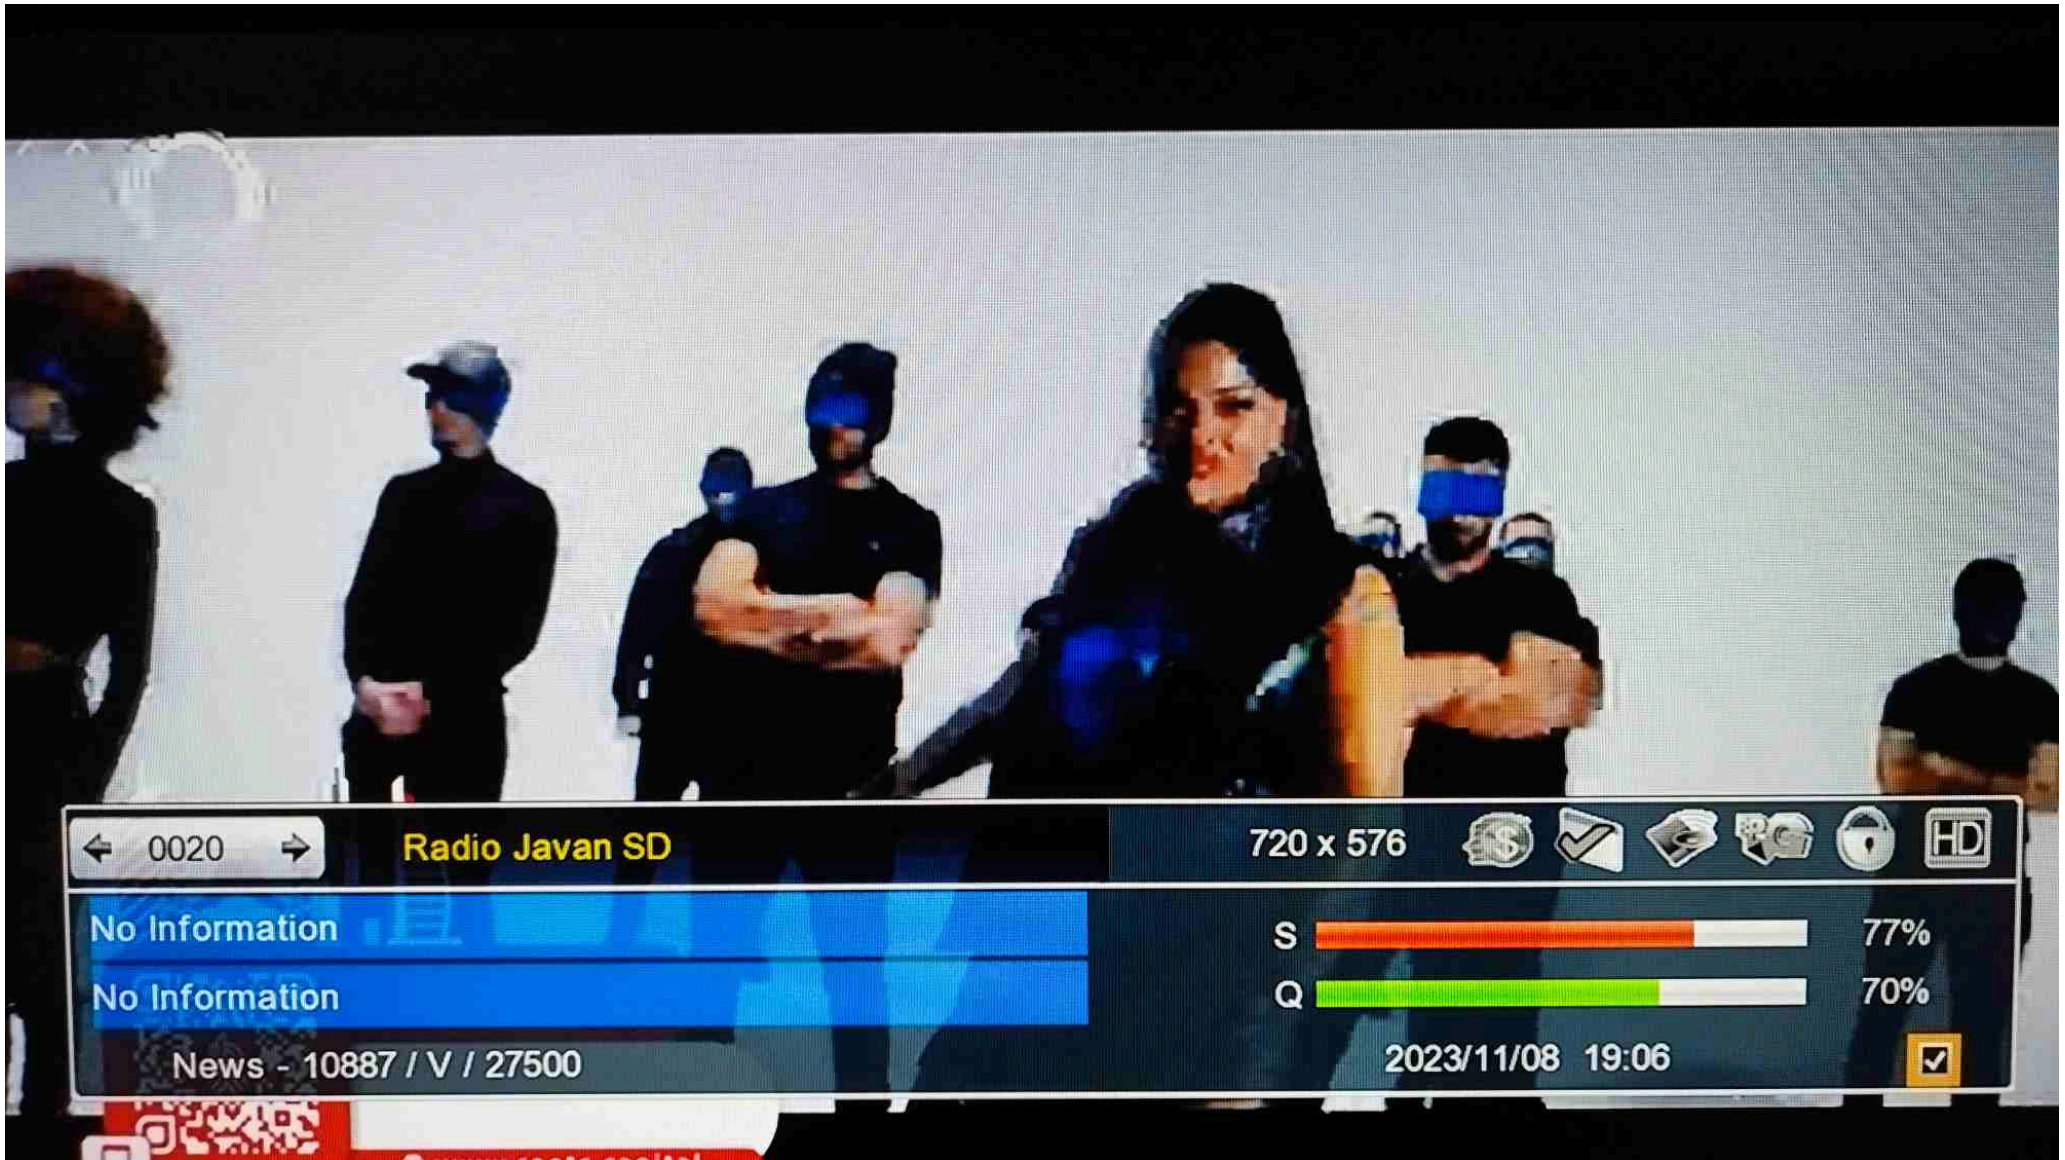 0020
Radio Javan SD
720 x 576
HD
No Information
S 77%
No Information
Q 70%
News - 10887 / V / 27500
2023/11/08 19:06